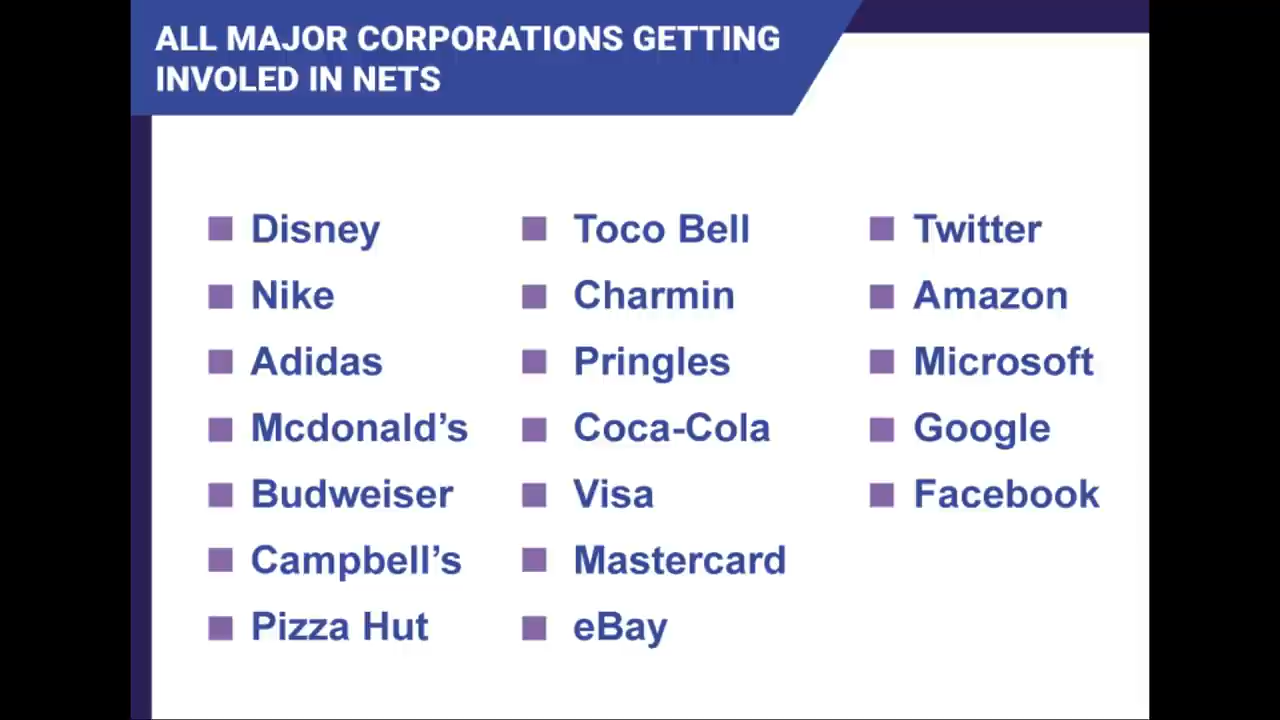 ALL MAJOR CORPORATIONS GETTING
INVOLED IN NETS
Disney
Nike
Adidas
Mcdonald’s
Budweiser
Campbell’s
Pizza Hut
Toco Bell
Charmin
Pringles
Coca-Cola
Visa
Mastercard
eBay
Twitter
Amazon
Microsoft
Google
Facebook